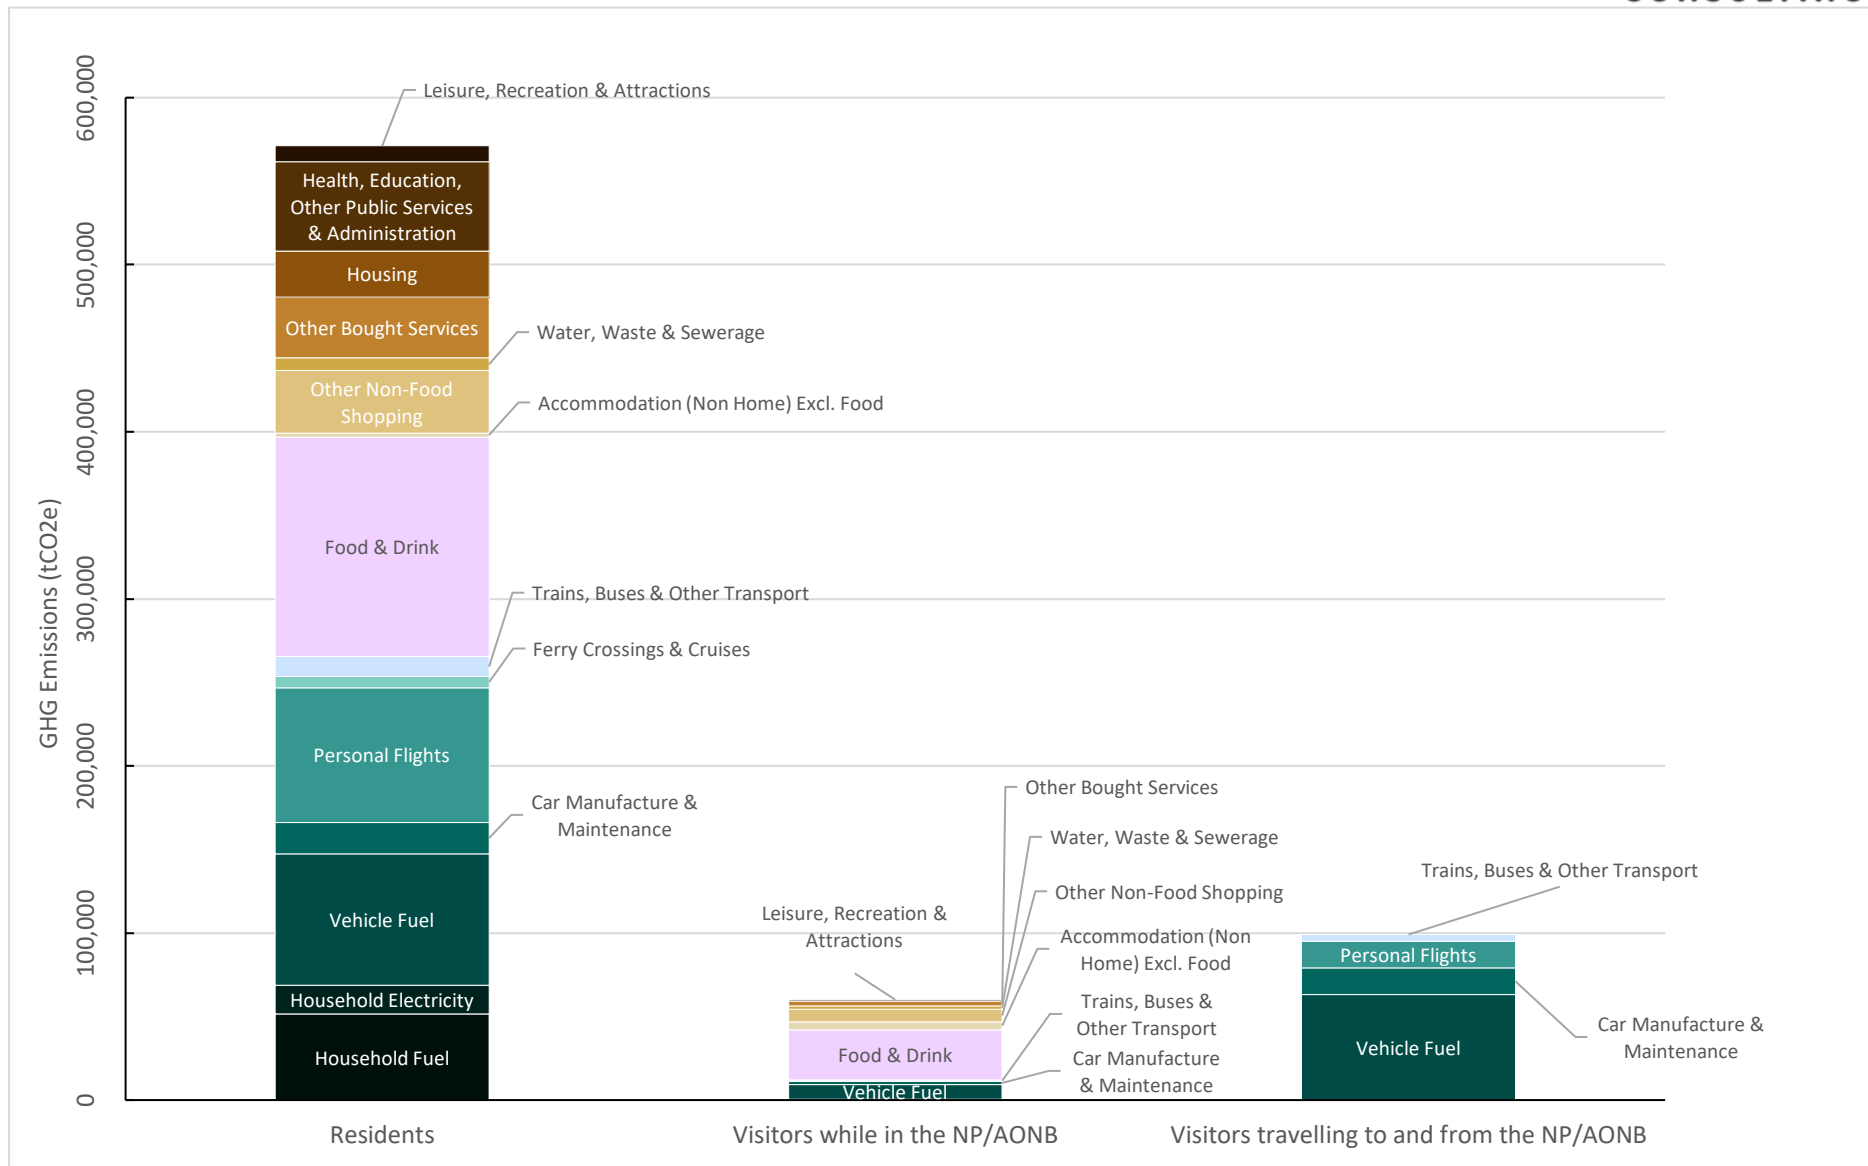 GHG Emissions (tCO2e)
600,000
500,000
400,000
300,000
200,000
100,000
0
Leisure, Recreation & Attractions
Health, Education,
Other Public Services
& Administration
Housing
Other Bought Services
Water, Waste & Sewerage
Other Non-Food
Shopping
Accommodation (Non Home) Excl. Food
Food & Drink
Trains, Buses & Other Transport
Ferry Crossings & Cruises
Personal Flights
Car Manufacture &
Maintenance
Vehicle Fuel
Household Electricity
Household Fuel
Other Bought Services
Water, Waste & Sewerage
Other Non-Food Shopping
Leisure, Recreation &
Attractions
Accommodation (Non
Home) Excl. Food
Trains, Buses &
Other Transport
Food & Drink
Car Manufacture
& Maintenance
Vehicle Fuel
Trains, Buses & Other Transport
Personal Flights
Car Manufacture &
Maintenance
Vehicle Fuel
Residents
Visitors while in the NP/AONB
Visitors travelling to and from the NP/AONB